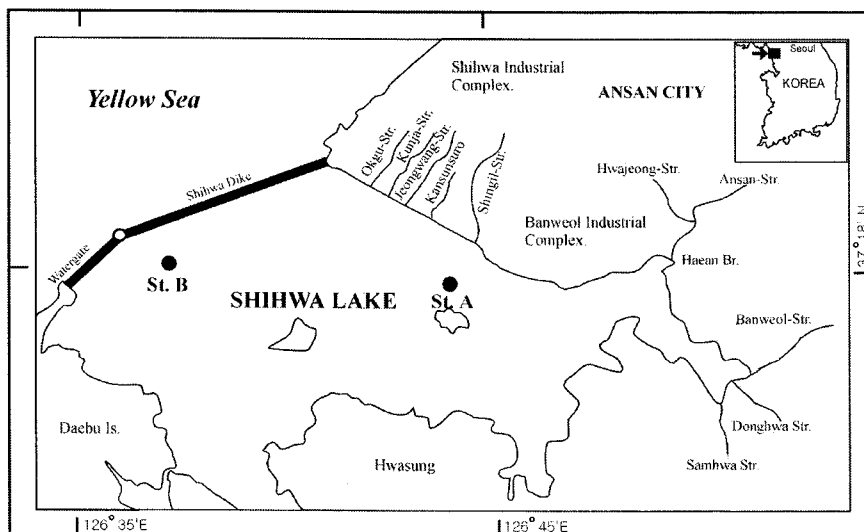 Yellow Sea
Shihwa Industrial
Complex.
ANSAN CITY
Seoul
KOREA
Okgu-Str.
Kunja-Str.
Jeongwang-Str.
Kansunsuro
Shingil-Str.
Hwajeong-Str.
Ansan-Str.
Shihwa Dike
Banweol Industrial
Complex.
Haean Br.
37° 18' N
Watergate
St. B
SHIHWA LAKE
St. A
Banweol-Str.
Daebu Is.
Hwasung
Donghwa Str.
Samhwa Str.
126° 35'E
126° 45'E